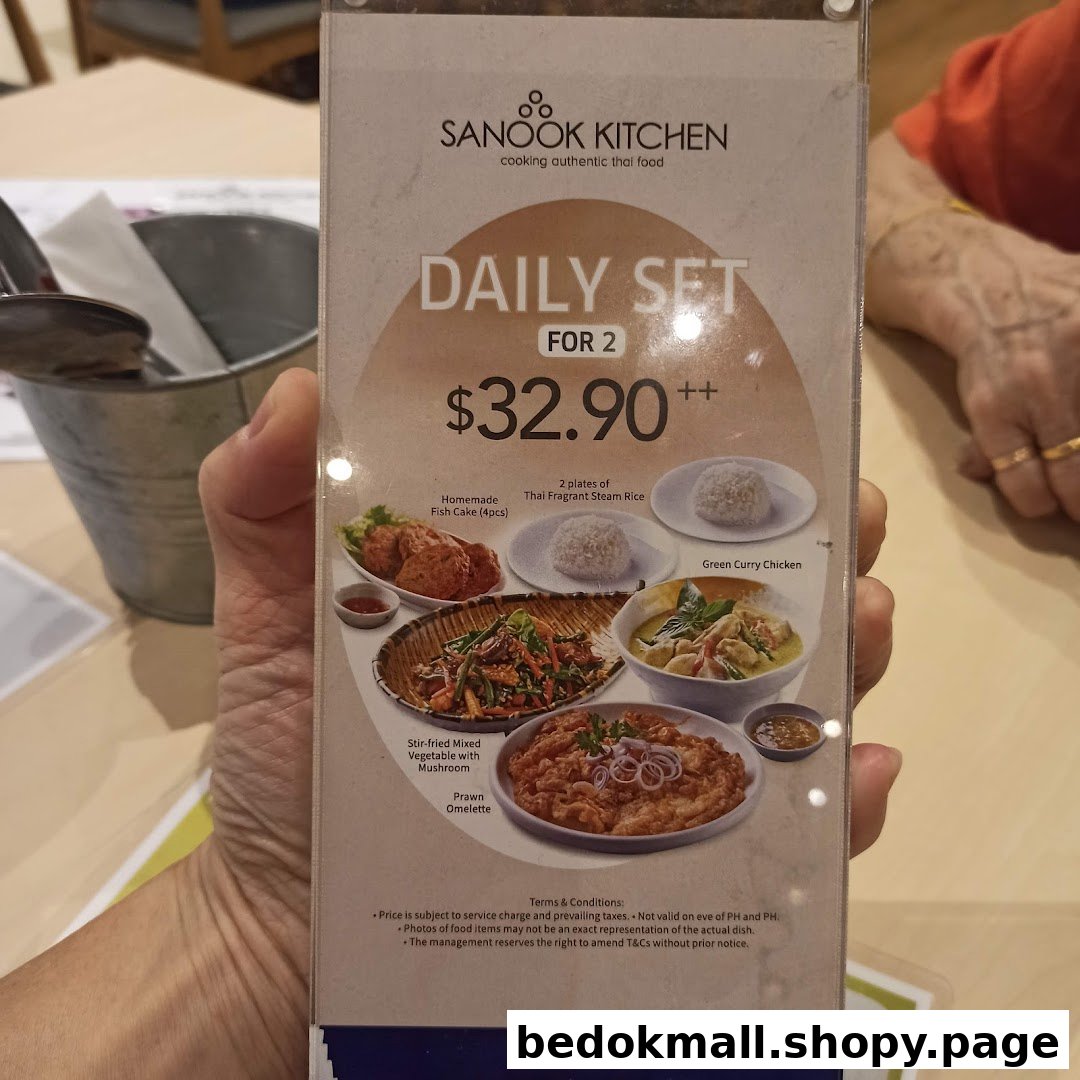 SANOOK KITCHEN
cooking authentic thai food
DAILY SET
FOR 2
$32.90++
2 plates of
Thai Fragrant Steam Rice
Homemade
Fish Cake (4pcs)
Green Curry Chicken
Stir-fried Mixed
Vegetable with
Mushroom
Prawn
Omelette
Terms & Conditions:
• Price is subject to service charge and prevailing taxes. • Not valid on eve of PH and PH.
• Photos of food items may not be an exact representation of the actual dish.
• The management reserves the right to amend T&Cs without prior notice.
bedokmall.shopy.page